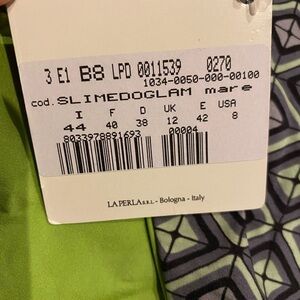 3 E1 B8 LPD 0011539 0270
1034-0050-000-00100
cod. SLIMEDOGLAM mare
I F D UK E USA
44 40 38 12 42 8
8033978891693 00004
LA PERLA S.R.L. - Bologna - Italy